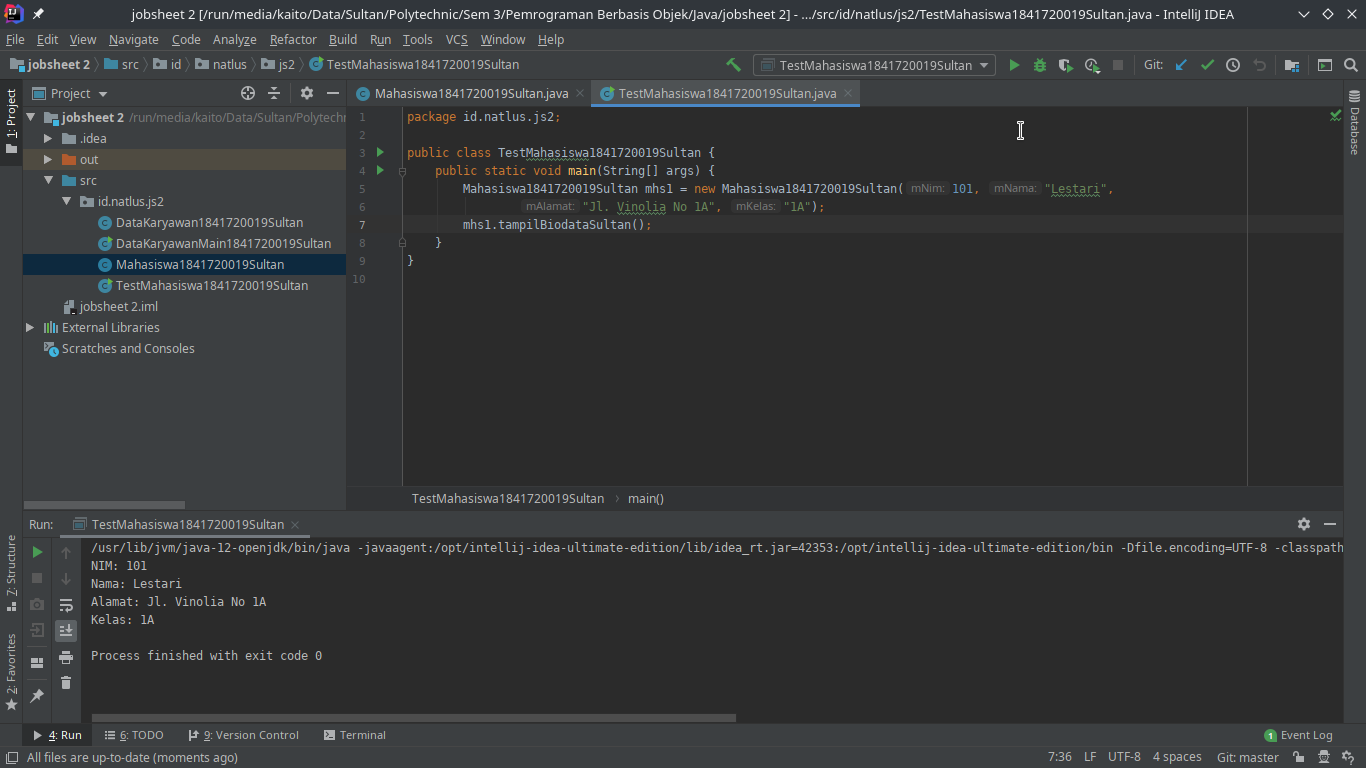 jobsheet 2 [/run/media/kaito/Data/Sultan/Polytechnic/Sem 3/Pemrograman Berbasis Objek/Java/jobsheet 2] - .../src/id/natlus/js2/TestMahasiswa1841720019Sultan.java - IntelliJ IDEA
File Edit View Navigate Code Analyze Refactor Build Run Tools VCS Window Help
jobsheet 2 src id natlus js2 TestMahasiswa1841720019Sultan
TestMahasiswa1841720019Sultan Git:
1: Project
Project
Mahasiswa1841720019Sultan.java TestMahasiswa1841720019Sultan.java
Database
jobsheet 2 /run/media/kaito/Data/Sultan/Polytechn
.idea
out
src
id.natlus.js2
DataKaryawan1841720019Sultan
DataKaryawanMain1841720019Sultan
Mahasiswa1841720019Sultan
TestMahasiswa1841720019Sultan
jobsheet 2.iml
External Libraries
Scratches and Consoles
1 package id.natlus.js2;
2
3 public class TestMahasiswa1841720019Sultan {
4 public static void main(String[] args) {
5 Mahasiswa1841720019Sultan mhs1 = new Mahasiswa1841720019Sultan( mNim: 101, mNama: "Lestari",
6 mAlamat: "Jl. Vinolia No 1A", mKelas: "1A");
7 mhs1.tampilBiodataSultan();
8 }
9 }
10
TestMahasiswa1841720019Sultan › main()
7: Structure
2: Favorites
Run: TestMahasiswa1841720019Sultan
/usr/lib/jvm/java-12-openjdk/bin/java -javaagent:/opt/intellij-idea-ultimate-edition/lib/idea_rt.jar=42353:/opt/intellij-idea-ultimate-edition/bin -Dfile.encoding=UTF-8 -classpath
NIM: 101
Nama: Lestari
Alamat: Jl. Vinolia No 1A
Kelas: 1A
Process finished with exit code 0
4: Run 6: TODO 9: Version Control Terminal 1 Event Log
All files are up-to-date (moments ago) 7:36 LF UTF-8 4 spaces Git: master